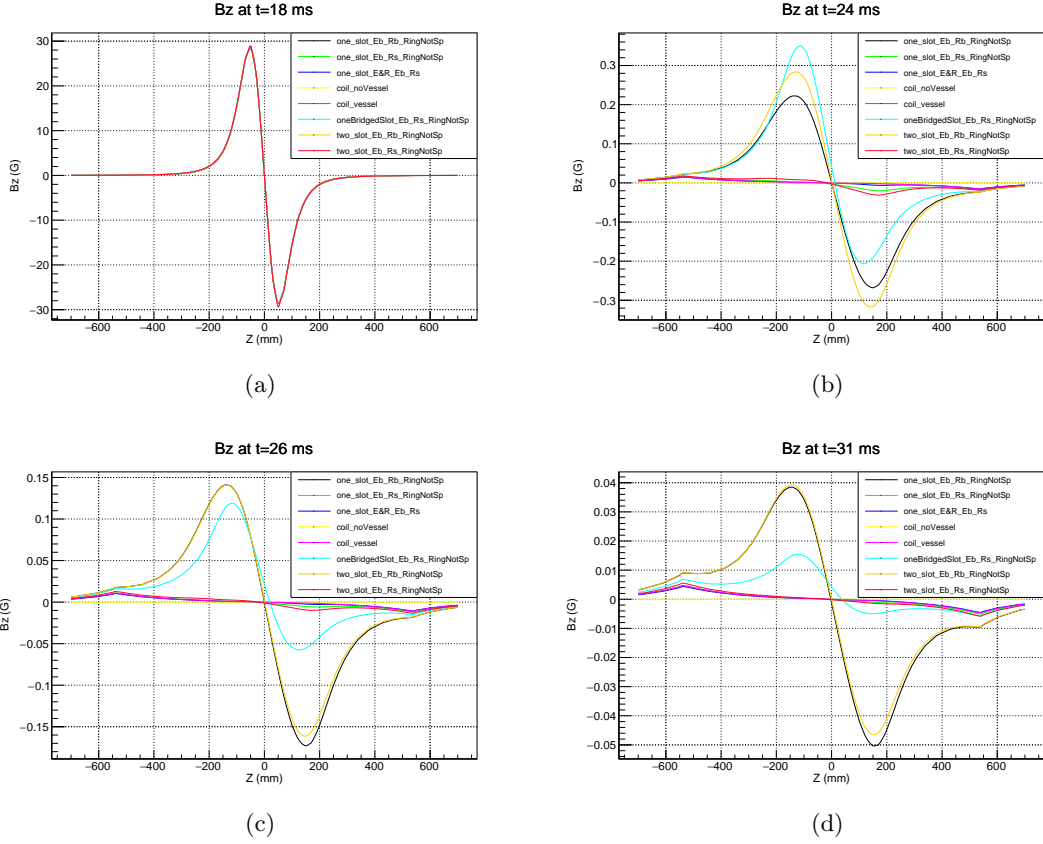 Bz at t=18 ms
Bz (G)
30
20
10
0
−10
−20
−30
−600
−400
−200
0
200
400
600
Z (mm)
one_slot_Eb_Rb_RingNotSp
one_slot_Eb_Rs_RingNotSp
one_slot_E&R_Eb_Rs
coil_noVessel
coil_vessel
oneBridgedSlot_Eb_Rs_RingNotSp
two_slot_Eb_Rb_RingNotSp
two_slot_Eb_Rs_RingNotSp
(a)
Bz at t=24 ms
Bz (G)
0.3
0.2
0.1
0
−0.1
−0.2
−0.3
−600
−400
−200
0
200
400
600
Z (mm)
one_slot_Eb_Rb_RingNotSp
one_slot_Eb_Rs_RingNotSp
one_slot_E&R_Eb_Rs
coil_noVessel
coil_vessel
oneBridgedSlot_Eb_Rs_RingNotSp
two_slot_Eb_Rb_RingNotSp
two_slot_Eb_Rs_RingNotSp
(b)
Bz at t=26 ms
Bz (G)
0.15
0.1
0.05
0
−0.05
−0.1
−0.15
−600
−400
−200
0
200
400
600
Z (mm)
one_slot_Eb_Rb_RingNotSp
one_slot_Eb_Rs_RingNotSp
one_slot_E&R_Eb_Rs
coil_noVessel
coil_vessel
oneBridgedSlot_Eb_Rs_RingNotSp
two_slot_Eb_Rb_RingNotSp
two_slot_Eb_Rs_RingNotSp
(c)
Bz at t=31 ms
Bz (G)
0.04
0.03
0.02
0.01
0
−0.01
−0.02
−0.03
−0.04
−0.05
−600
−400
−200
0
200
400
600
Z (mm)
one_slot_Eb_Rb_RingNotSp
one_slot_Eb_Rs_RingNotSp
one_slot_E&R_Eb_Rs
coil_noVessel
coil_vessel
oneBridgedSlot_Eb_Rs_RingNotSp
two_slot_Eb_Rb_RingNotSp
two_slot_Eb_Rs_RingNotSp
(d)